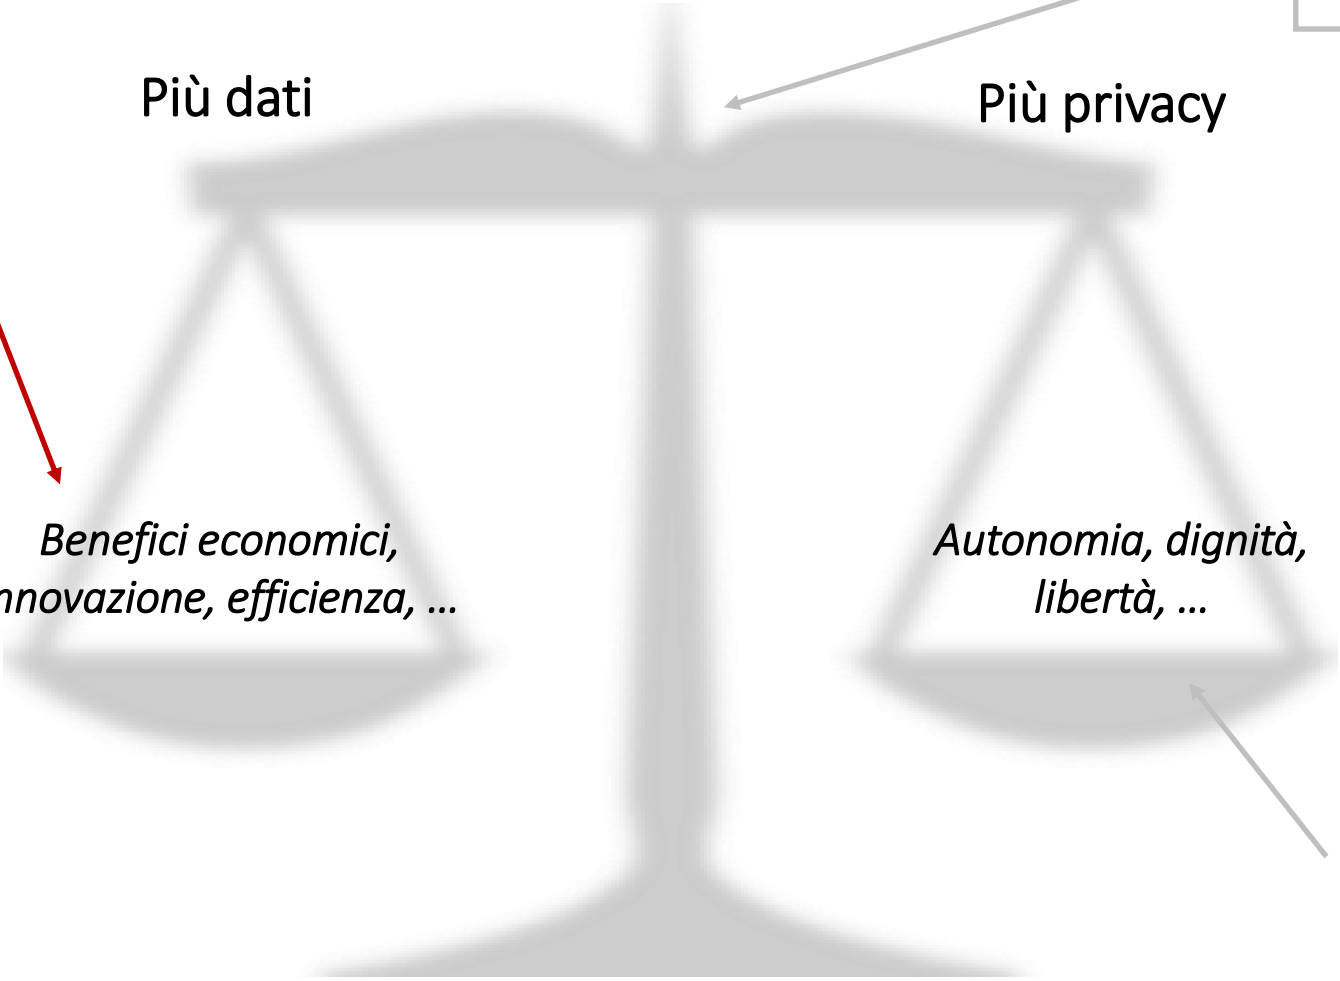 Più dati
Più privacy
Benefici economici,
nnovazione, efficienza, ...
Autonomia, dignità,
libertà, ...